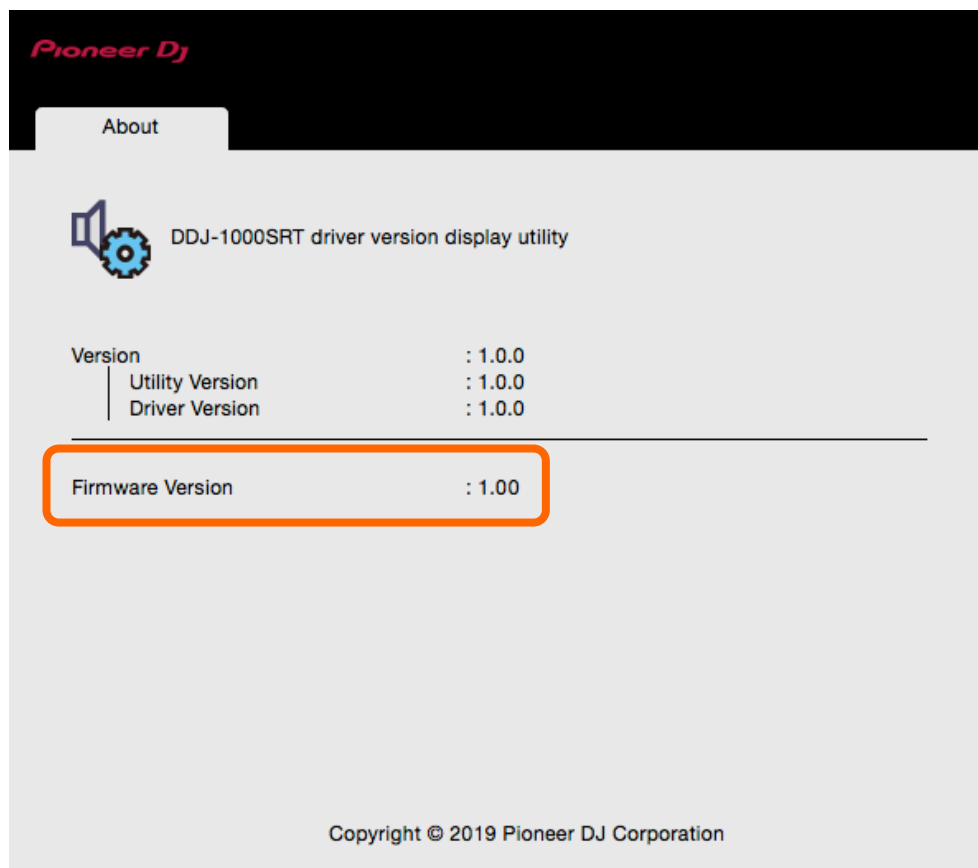 Pioneer Dj
About
DDJ-1000SRT driver version display utility
Version : 1.0.0
Utility Version : 1.0.0
Driver Version : 1.0.0
Firmware Version : 1.00
Copyright © 2019 Pioneer DJ Corporation